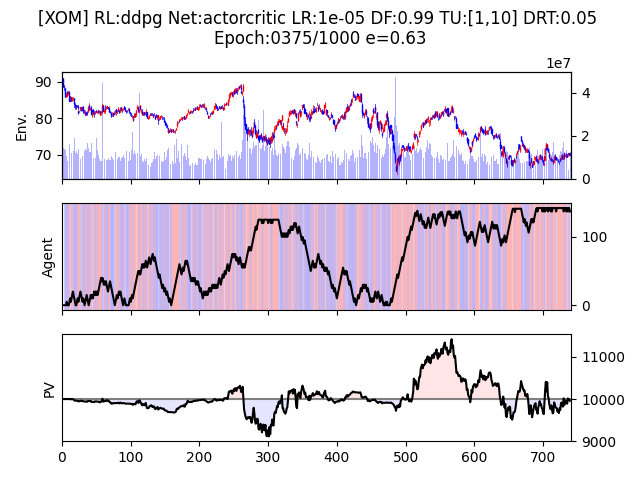 [XOM] RL:ddpg Net:actorcritic LR:1e-05 DF:0.99 TU:[1,10] DRT:0.05
Epoch:0375/1000 e=0.63
1e7
90
80
70
Env.
4
2
0
Agent
100
0
PV
11000
10000
9000
0 100 200 300 400 500 600 700